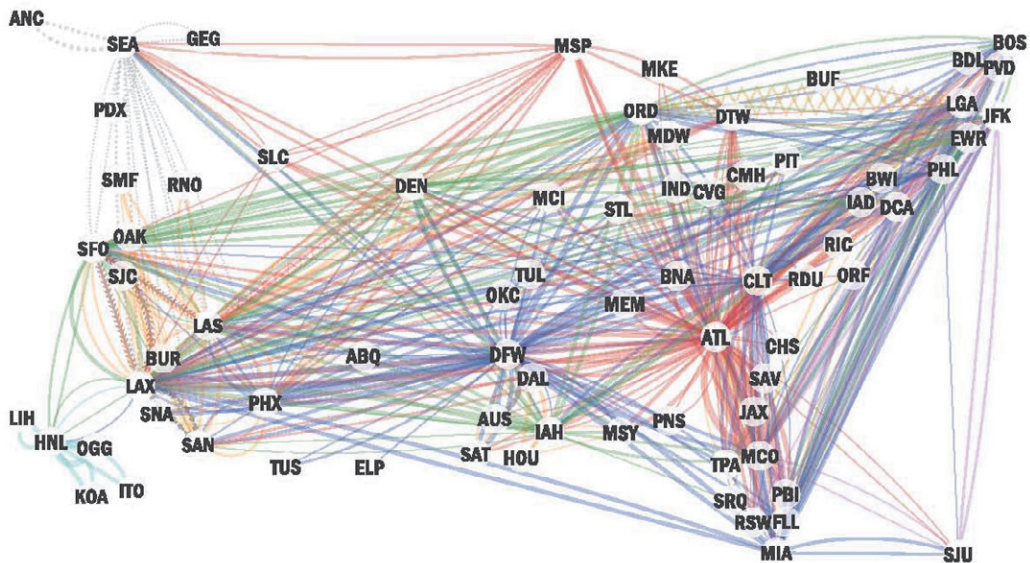 ANC
SEA
GEG
MSP
BOS
BDL
PVD
MKE
BUF
PDX
ORD
DTW
LGA
JFK
MDW
EWR
SLC
SMF
RNO
DEN
MCI
IND
CVG
CMH
PIT
PHL
BWI
IAD
DCA
STL
OAK
SFO
SJC
RIC
TUL
BNA
CLT
RDU
ORF
OKC
MEM
LAS
ATL
BUR
ABQ
DFW
CHS
DAL
SAV
LAX
SNA
PHX
JAX
LIH
HNL
OGG
SAN
AUS
IAH
MSY
PNS
SAT
HOU
MCO
TUS
ELP
TPA
KOA
ITO
SRQ
PBI
RSW
FLL
MIA
SJU